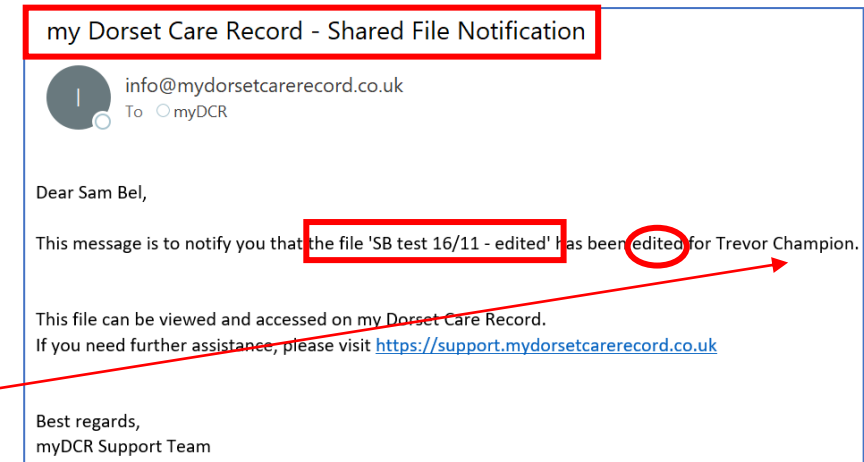 my Dorset Care Record - Shared File Notification
I
info@mydorsetcarerecord.co.uk
To myDCR
Dear Sam Bel,
This message is to notify you that the file 'SB test 16/11 - edited' has been edited for Trevor Champion.
This file can be viewed and accessed on my Dorset Care Record.
If you need further assistance, please visit https://support.mydorsetcarerecord.co.uk
Best regards,
myDCR Support Team